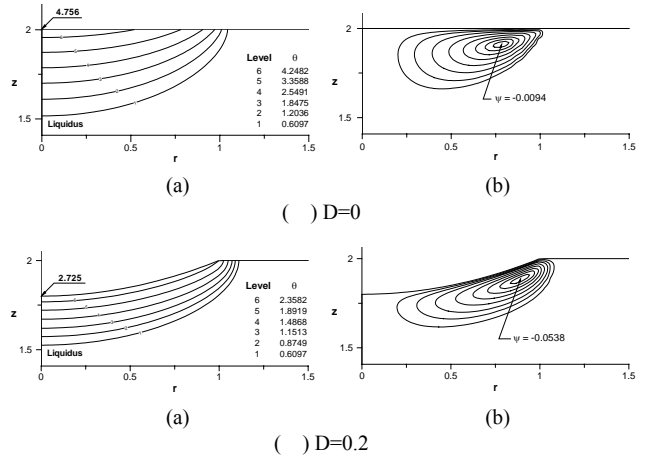 4.756
2
z
1.5
Liquidus
0 0.5 1 1.5
r
Level θ
6 4.2482
5 3.3588
4 2.5491
3 1.8475
2 1.2036
1 0.6097
(a)
2
z
1.5
0 0.5 1 1.5
r
ψ = -0.0094
(b)
( ) D=0
2.725
2
z
1.5
Liquidus
0 0.5 1 1.5
r
Level θ
6 2.3582
5 1.8919
4 1.4868
3 1.1513
2 0.8749
1 0.6097
(a)
2
z
1.5
0 0.5 1 1.5
r
ψ = -0.0538
(b)
( ) D=0.2